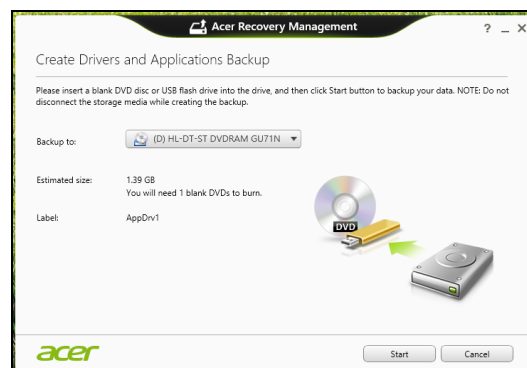 Acer Recovery Management
? _ X
Create Drivers and Applications Backup
Please insert a blank DVD disc or USB flash drive into the drive, and then click Start button to backup your data. NOTE: Do not
disconnect the storage media while creating the backup.
Backup to: (D) HL-DT-ST DVDRAM GU71N
Estimated size: 1.39 GB
You will need 1 blank DVDs to burn.
Label: AppDrv1
DVD
acer Start Cancel